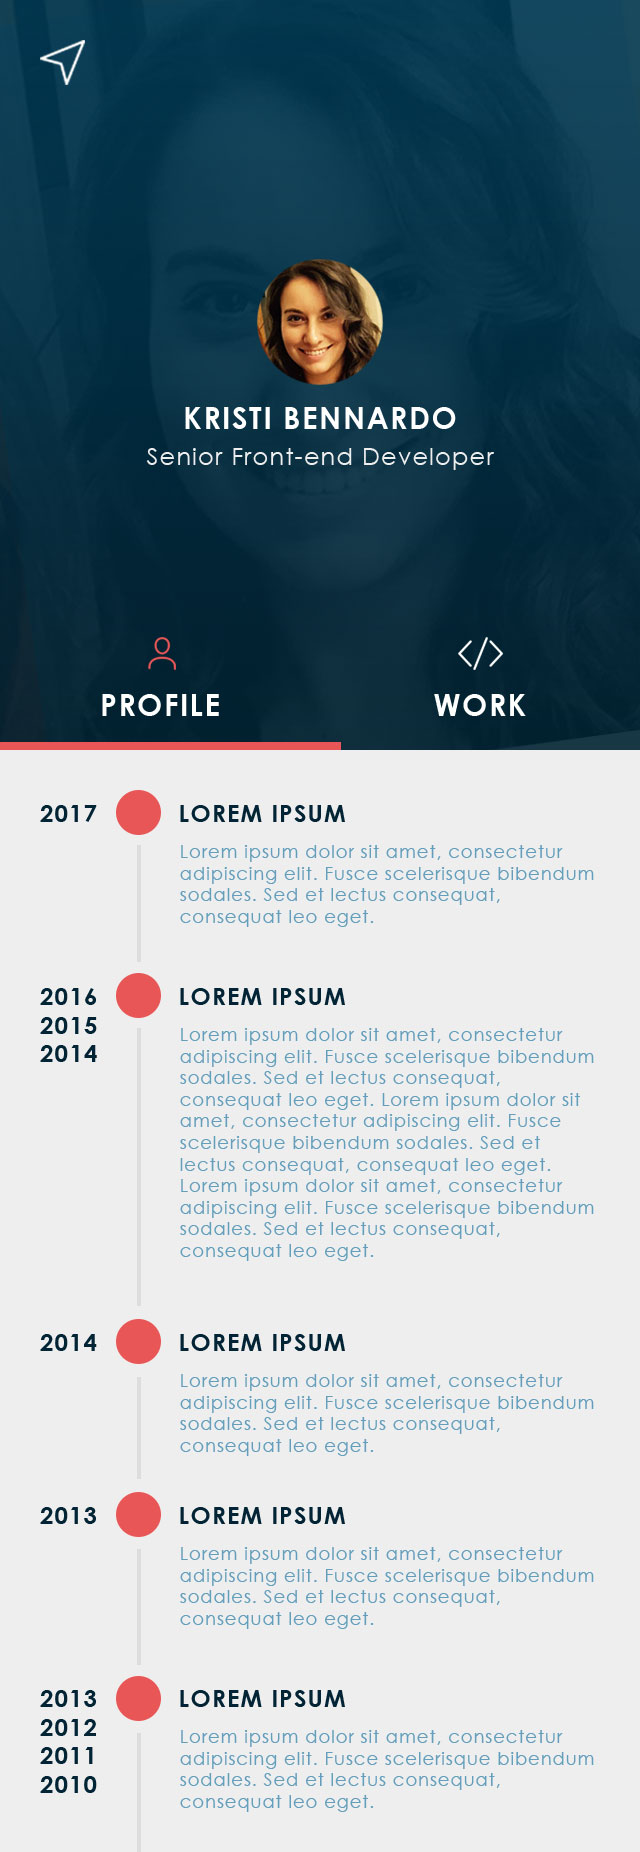 KRISTI BENNARDO
Senior Front-end Developer
PROFILE
WORK
2017
LOREM IPSUM
Lorem ipsum dolor sit amet, consectetur
adipiscing elit. Fusce scelerisque bibendum
sodales. Sed et lectus consequat,
consequat leo eget.
2016
2015
2014
LOREM IPSUM
Lorem ipsum dolor sit amet, consectetur
adipiscing elit. Fusce scelerisque bibendum
sodales. Sed et lectus consequat,
consequat leo eget. Lorem ipsum dolor sit
amet, consectetur adipiscing elit. Fusce
scelerisque bibendum sodales. Sed et
lectus consequat, consequat leo eget.
Lorem ipsum dolor sit amet, consectetur
adipiscing elit. Fusce scelerisque bibendum
sodales. Sed et lectus consequat,
consequat leo eget.
2014
LOREM IPSUM
Lorem ipsum dolor sit amet, consectetur
adipiscing elit. Fusce scelerisque bibendum
sodales. Sed et lectus consequat,
consequat leo eget.
2013
LOREM IPSUM
Lorem ipsum dolor sit amet, consectetur
adipiscing elit. Fusce scelerisque bibendum
sodales. Sed et lectus consequat,
consequat leo eget.
2013
2012
2011
2010
LOREM IPSUM
Lorem ipsum dolor sit amet, consectetur
adipiscing elit. Fusce scelerisque bibendum
sodales. Sed et lectus consequat,
consequat leo eget.